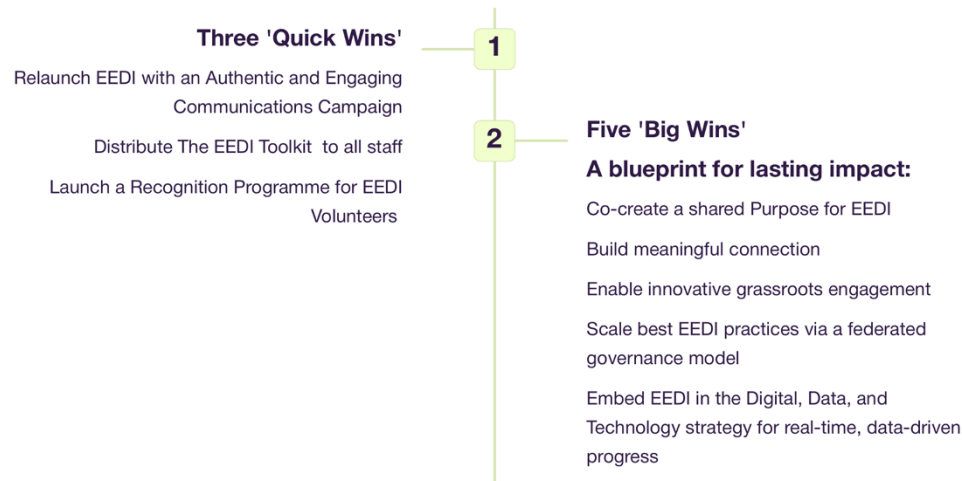 Three 'Quick Wins'
1
Relaunch EEDI with an Authentic and Engaging
Communications Campaign
Distribute The EEDI Toolkit to all staff
Launch a Recognition Programme for EEDI
Volunteers
2
Five 'Big Wins'
A blueprint for lasting impact:
Co-create a shared Purpose for EEDI
Build meaningful connection
Enable innovative grassroots engagement
Scale best EEDI practices via a federated
governance model
Embed EEDI in the Digital, Data, and
Technology strategy for real-time, data-driven
progress